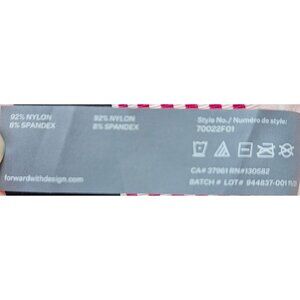 92% NYLON
8% SPANDEX
92% NYLON
8% SPANDEX
forwardwithdesign.com
Style No./ Numéro de style:
70022F01
CA# 37961 RN#130582
BATCH # LOT# 944837-001